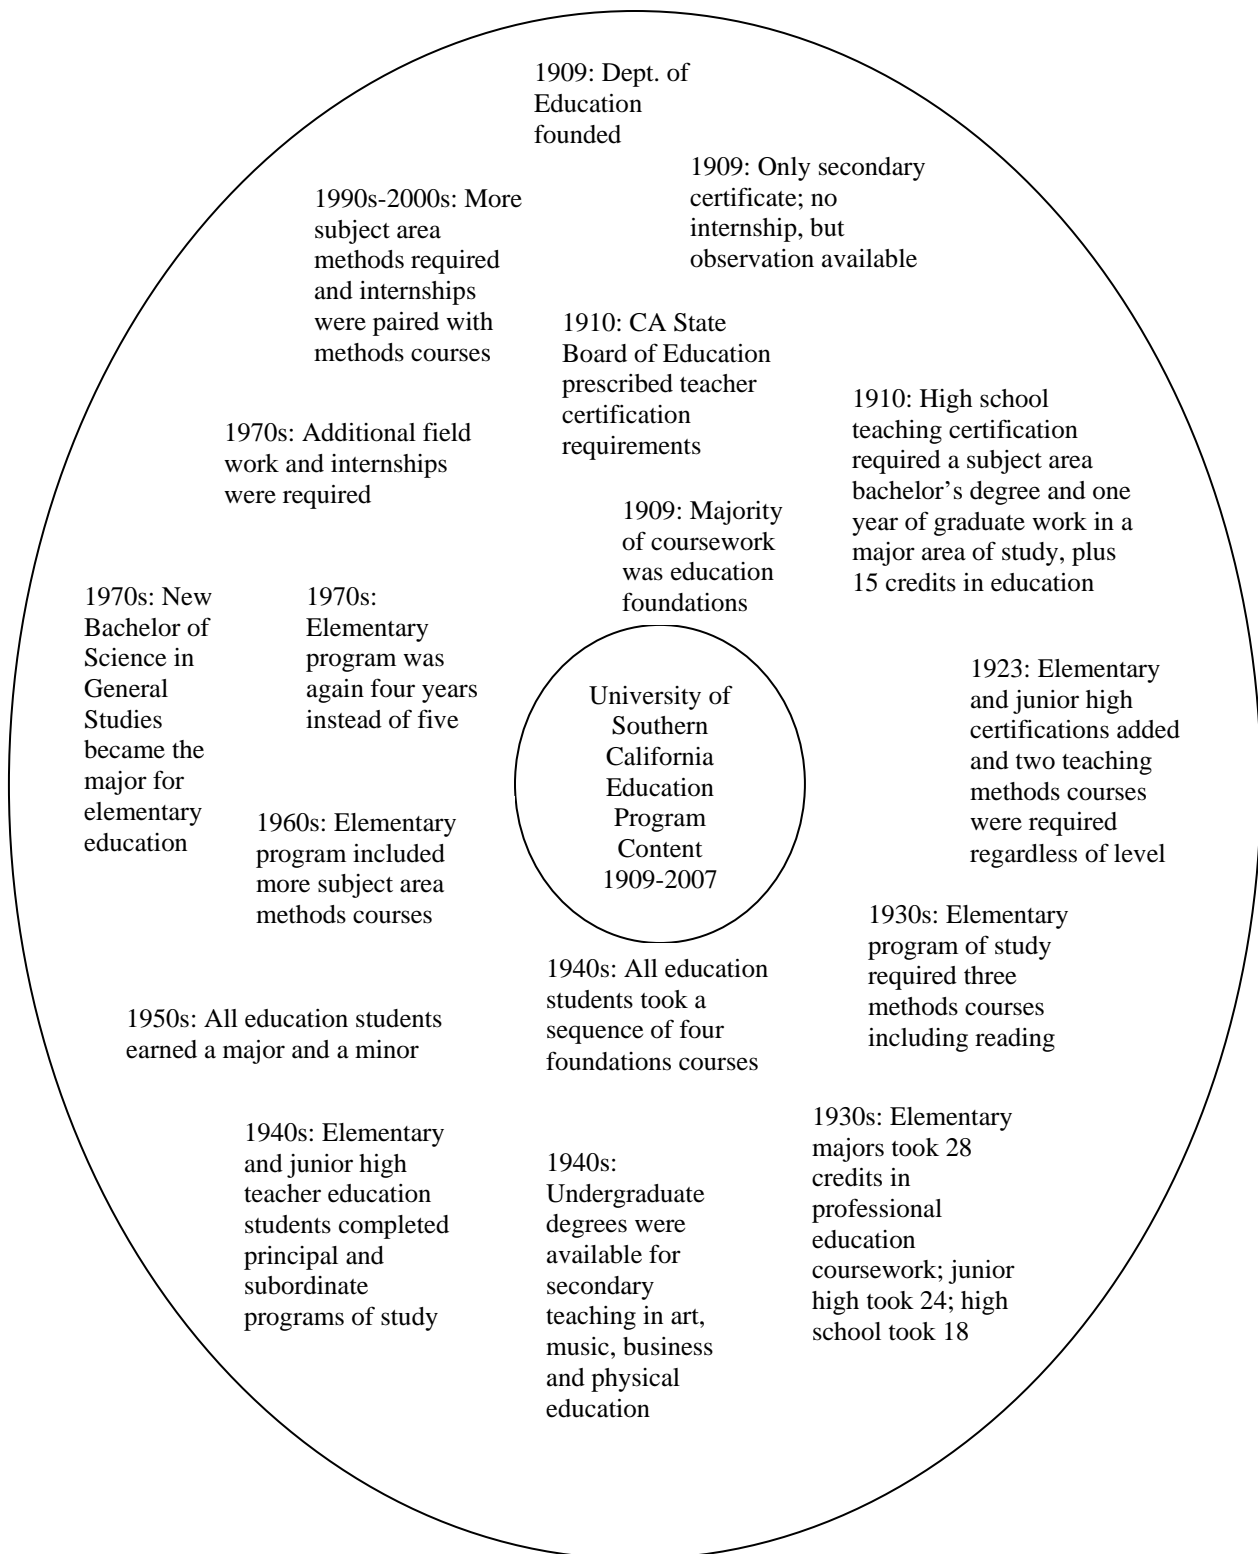 1909: Dept. of
Education
founded
1909: Only secondary
certificate; no
internship, but
observation available
1990s-2000s: More
subject area
methods required
and internships
were paired with
methods courses
1910: CA State
Board of Education
prescribed teacher
certification
requirements
1910: High school
teaching certification
required a subject area
bachelor’s degree and one
year of graduate work in a
major area of study, plus
15 credits in education
1970s: Additional field
work and internships
were required
1909: Majority
of coursework
was education
foundations
1970s: New
Bachelor of
Science in
General
Studies
became the
major for
elementary
education
1970s:
Elementary
program was
again four years
instead of five
University of
Southern
California
Education
Program
Content
1909-2007
1923: Elementary
and junior high
certifications added
and two teaching
methods courses
were required
regardless of level
1960s: Elementary
program included
more subject area
methods courses
1930s: Elementary
program of study
required three
methods courses
including reading
1940s: All education
students took a
sequence of four
foundations courses
1950s: All education students
earned a major and a minor
1930s: Elementary
majors took 28
credits in
professional
education
coursework; junior
high took 24; high
school took 18
1940s: Elementary
and junior high
teacher education
students completed
principal and
subordinate
programs of study
1940s:
Undergraduate
degrees were
available for
secondary
teaching in art,
music, business
and physical
education